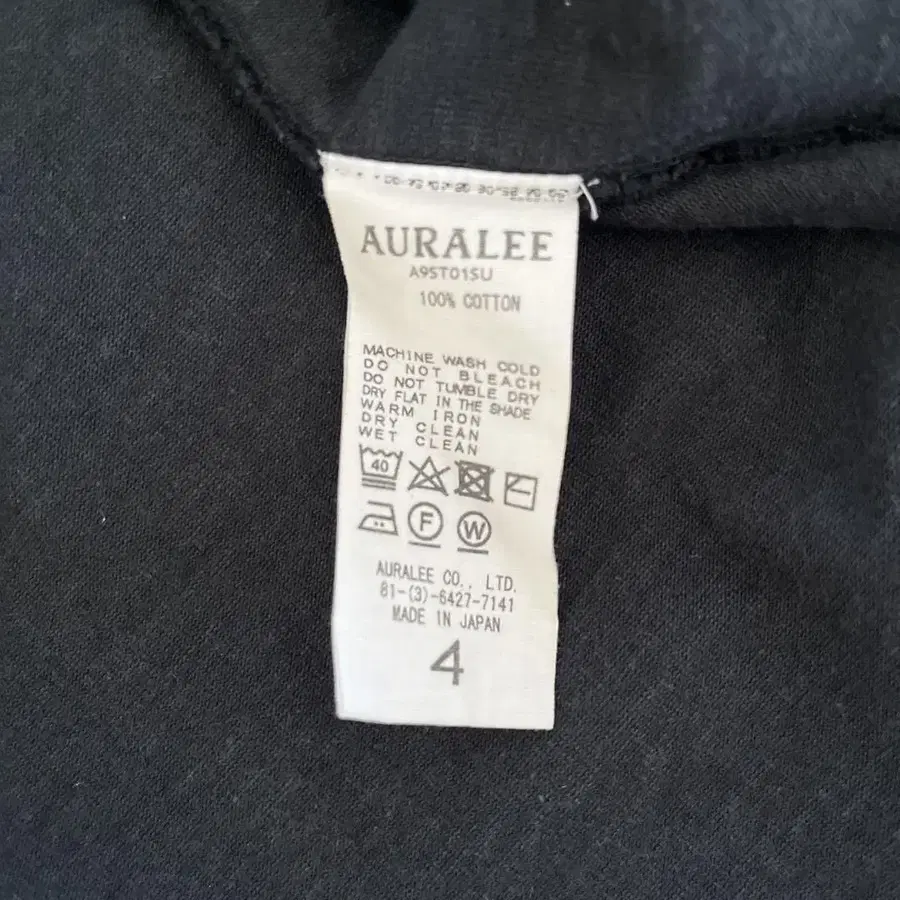 AURALEE
A9ST01SU
100% COTTON
MACHINE WASH COLD
DO NOT BLEACH
DO NOT TUMBLE DRY
DRY FLAT IN THE SHADE
WARM IRON
DRY CLEAN
WET CLEAN
40
F
W
AURALEE CO., LTD.
81-(3)-6427-7141
MADE IN JAPAN
4